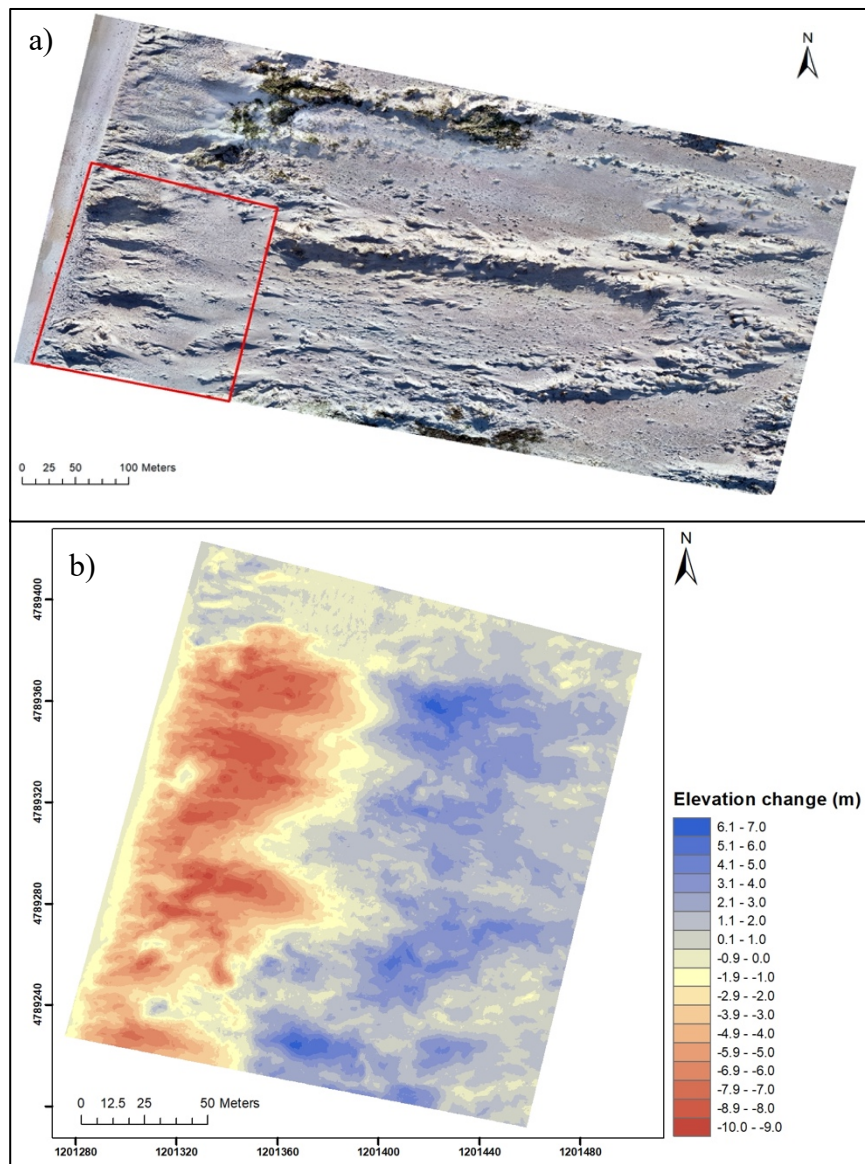 a)
N
0 25 50 100 Meters
b)
N
4789400
4789360
4789320
4789280
4789240
0 12.5 25 50 Meters
1201280 1201320 1201360 1201400 1201440 1201480
Elevation change (m)
6.1 - 7.0
5.1 - 6.0
4.1 - 5.0
3.1 - 4.0
2.1 - 3.0
1.1 - 2.0
0.1 - 1.0
-0.9 - 0.0
-1.9 - -1.0
-2.9 - -2.0
-3.9 - -3.0
-4.9 - -4.0
-5.9 - -5.0
-6.9 - -6.0
-7.9 - -7.0
-8.9 - -8.0
-10.0 - -9.0